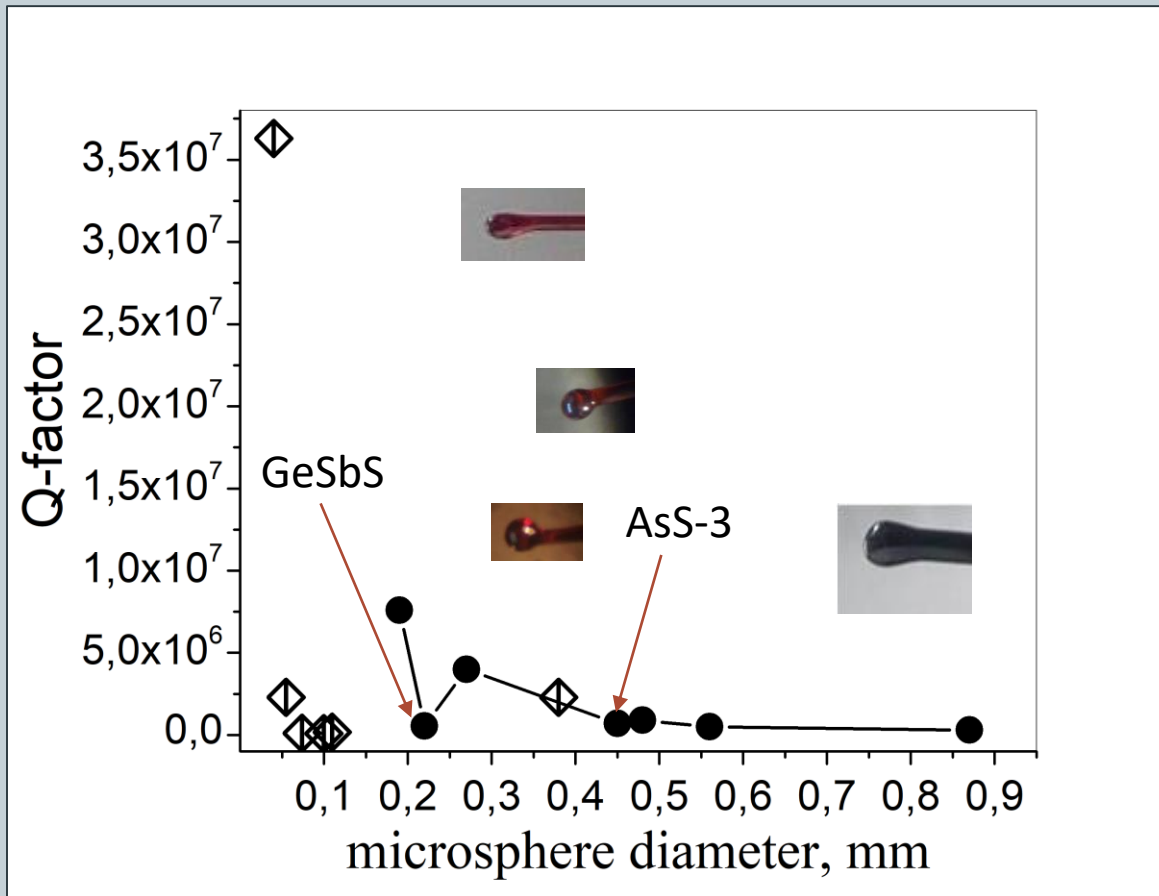 3,5x10⁷
3,0x10⁷
2,5x10⁷
2,0x10⁷
1,5x10⁷
1,0x10⁷
5,0x10⁶
0,0
Q-factor
GeSbS
AsS-3
0,1 0,2 0,3 0,4 0,5 0,6 0,7 0,8 0,9
microsphere diameter, mm